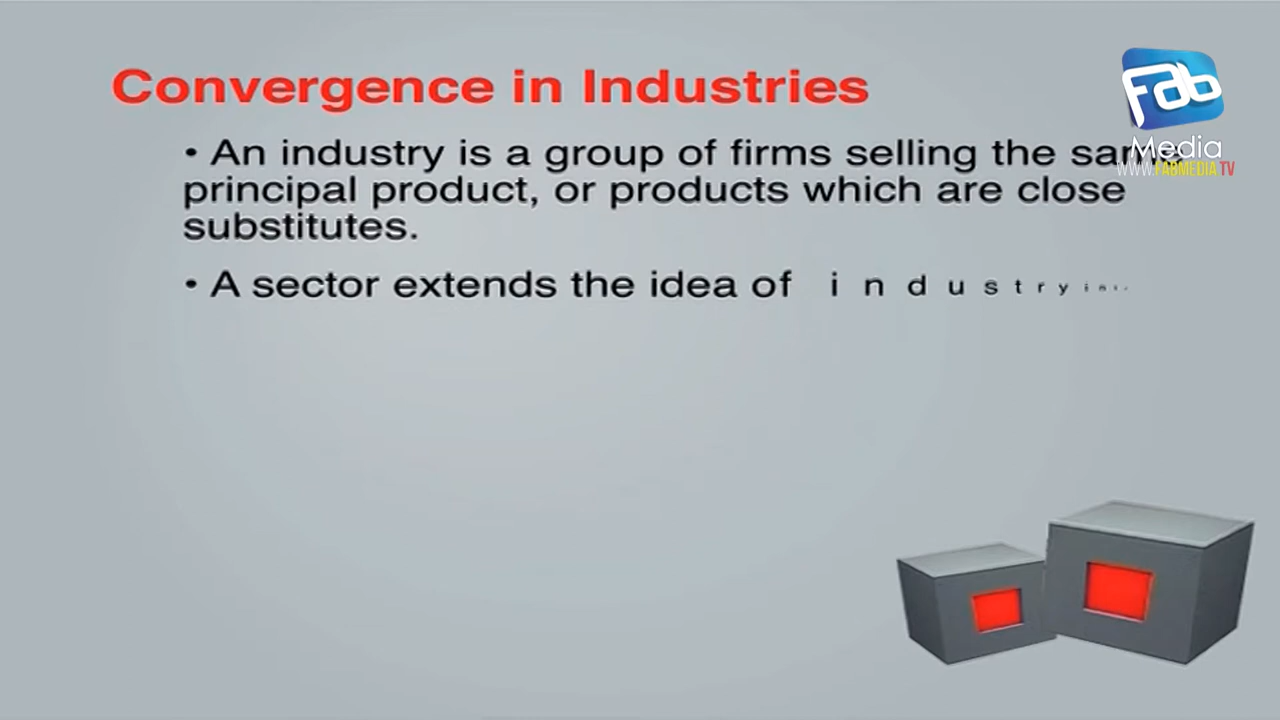 Convergence in Industries
• An industry is a group of firms selling the same
principal product, or products which are close
substitutes.
• A sector extends the idea of industry
Fab
Media
WWW.FABMEDIA.TV